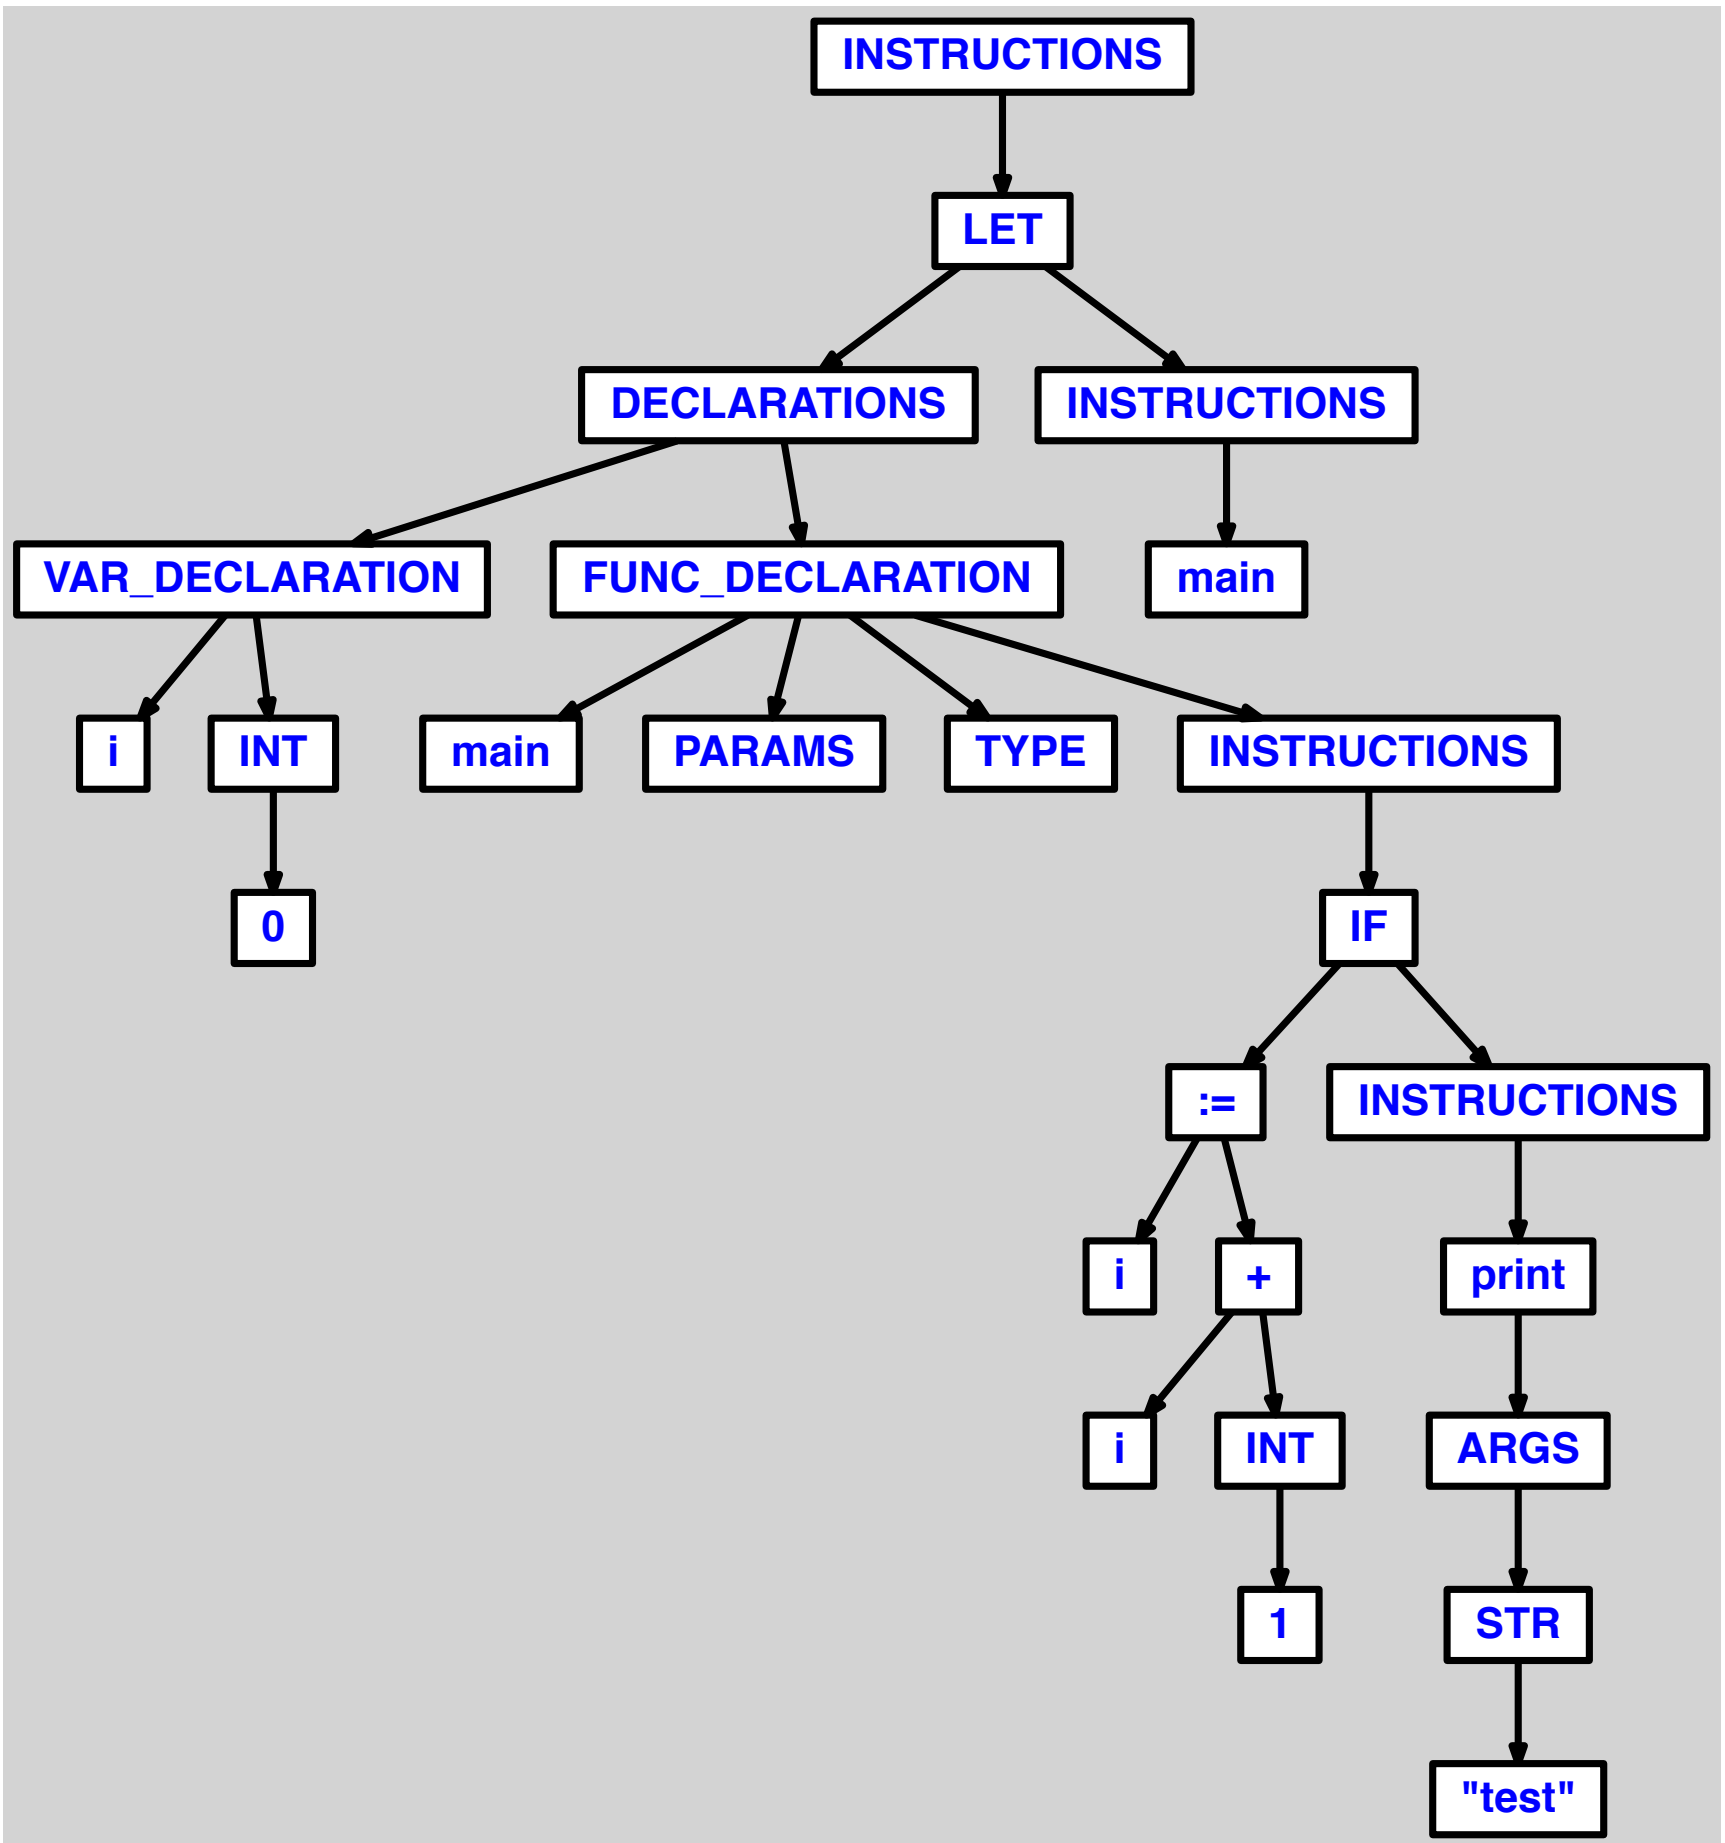 INSTRUCTIONS
LET
DECLARATIONS
INSTRUCTIONS
VAR_DECLARATION
FUNC_DECLARATION
main
i
INT
main
PARAMS
TYPE
INSTRUCTIONS
0
IF
:=
INSTRUCTIONS
i
+
print
i
INT
ARGS
1
STR
"test"